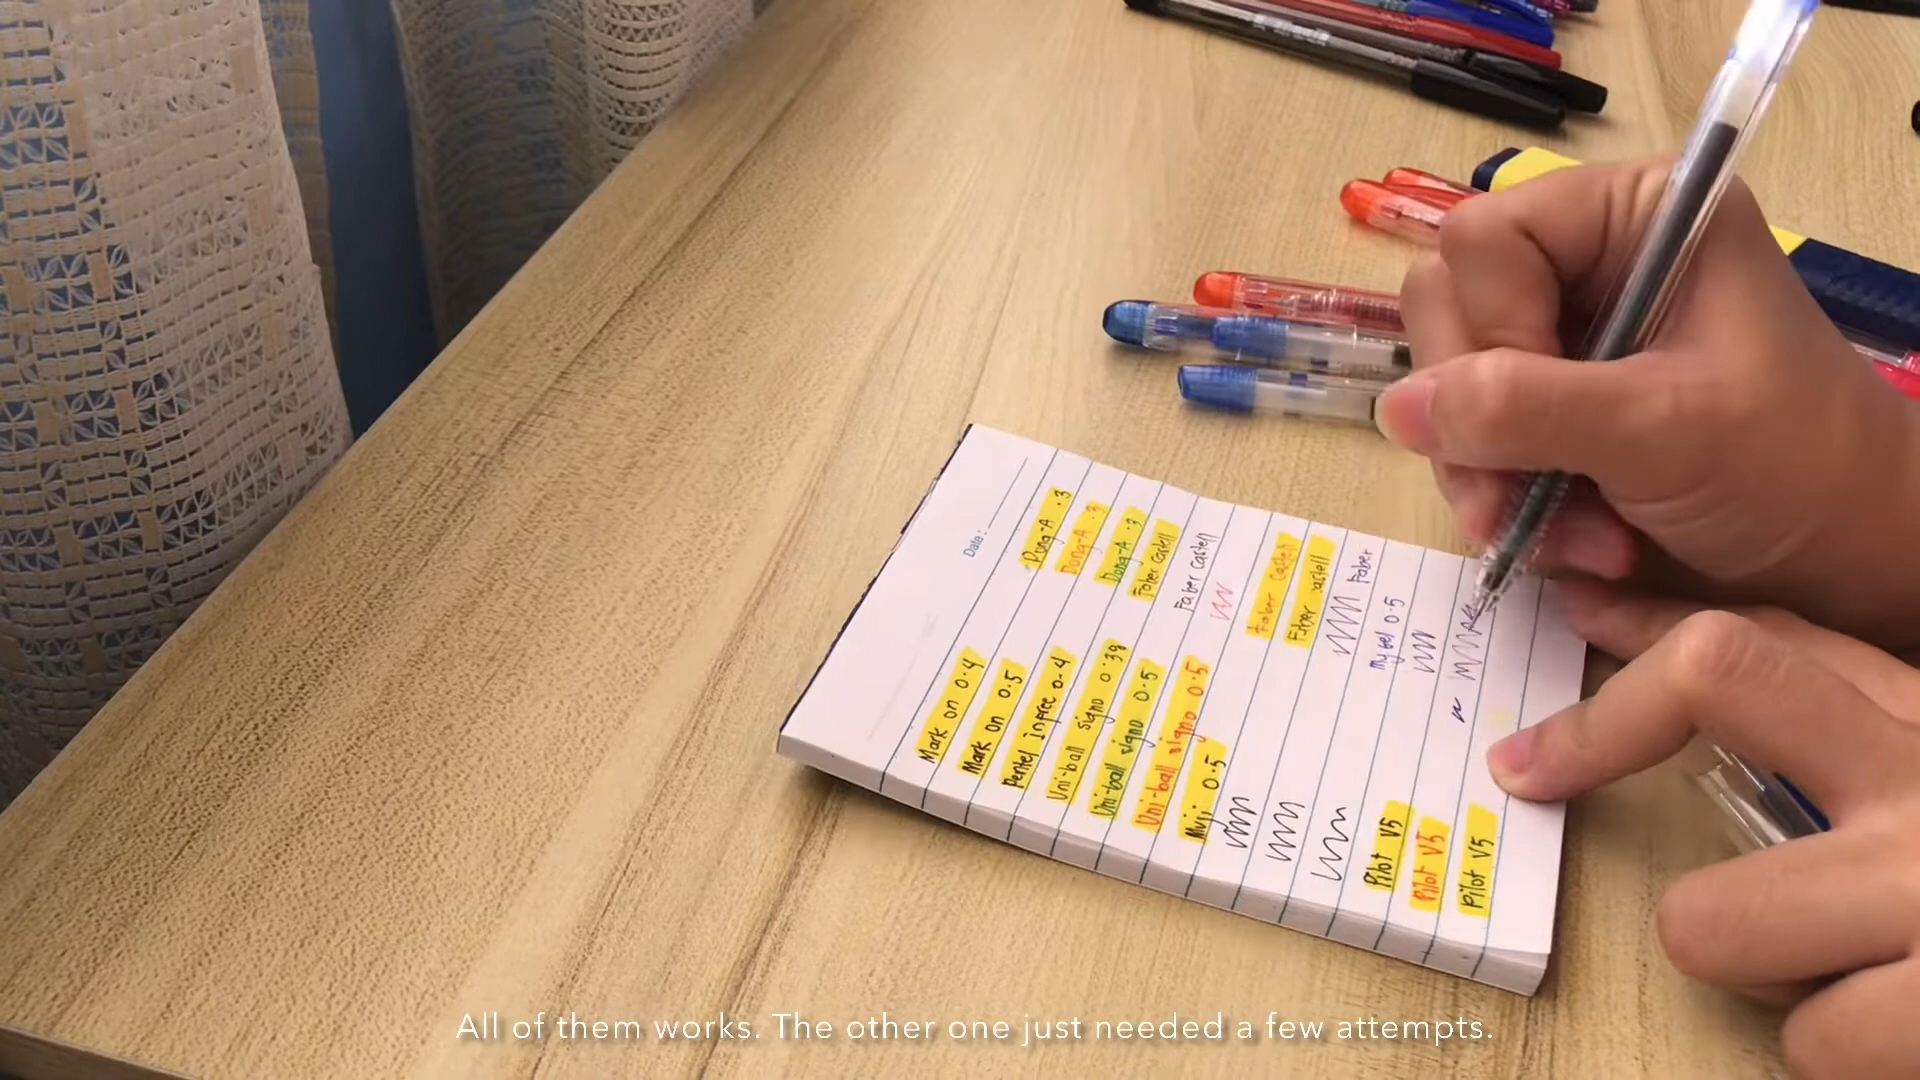 Date:
Mark on 0.4
Mark on 0.5
Pentel infree 0.4
Uni-ball signo 0.38
Uni-ball signo 0.5
Uni-ball signo 0.5
Muji 0.5
Pilot V5
Pilot V5
Pilot V5
Dong-A .3
Dong-A .3
Dong-A .3
Faber castell
Faber castell
Faber castell
Faber castell
Faber
My Gel 0.5
All of them works. The other one just needed a few attempts.